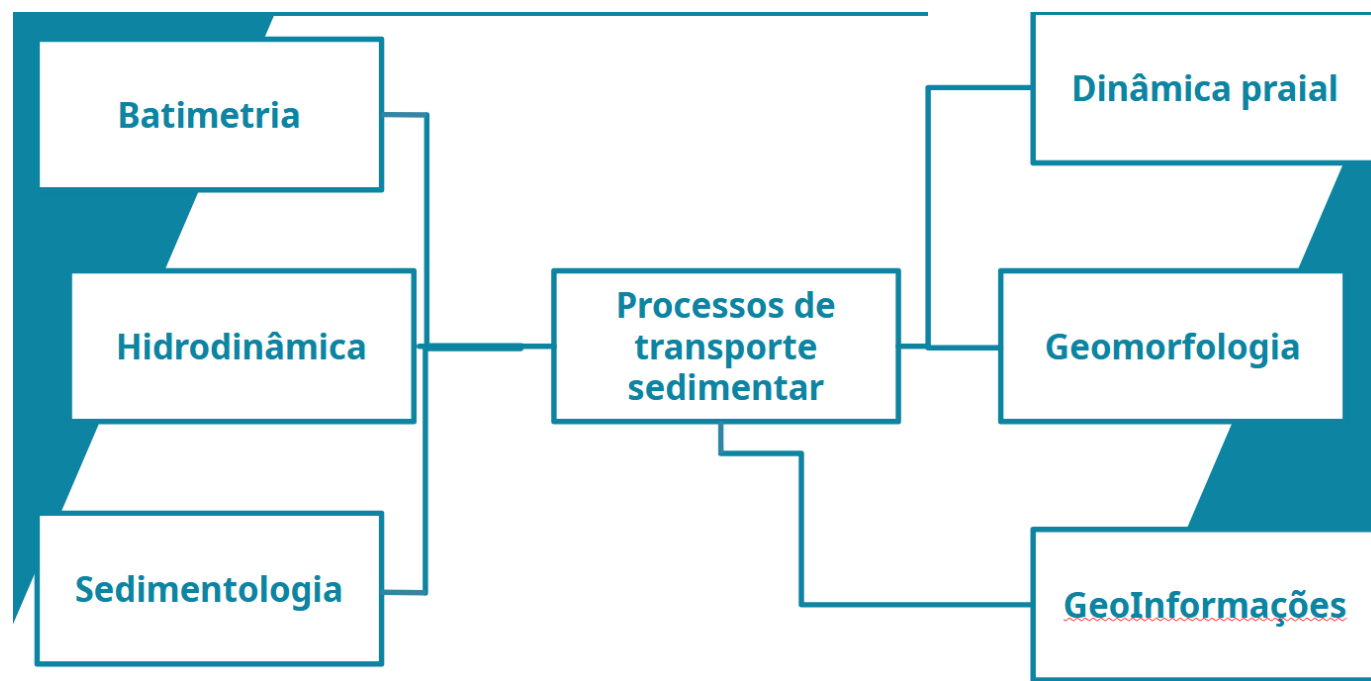 Batimetria
Dinâmica praial
Hidrodinâmica
Processos de
transporte
sedimentar
Geomorfologia
Sedimentologia
GeoInformações